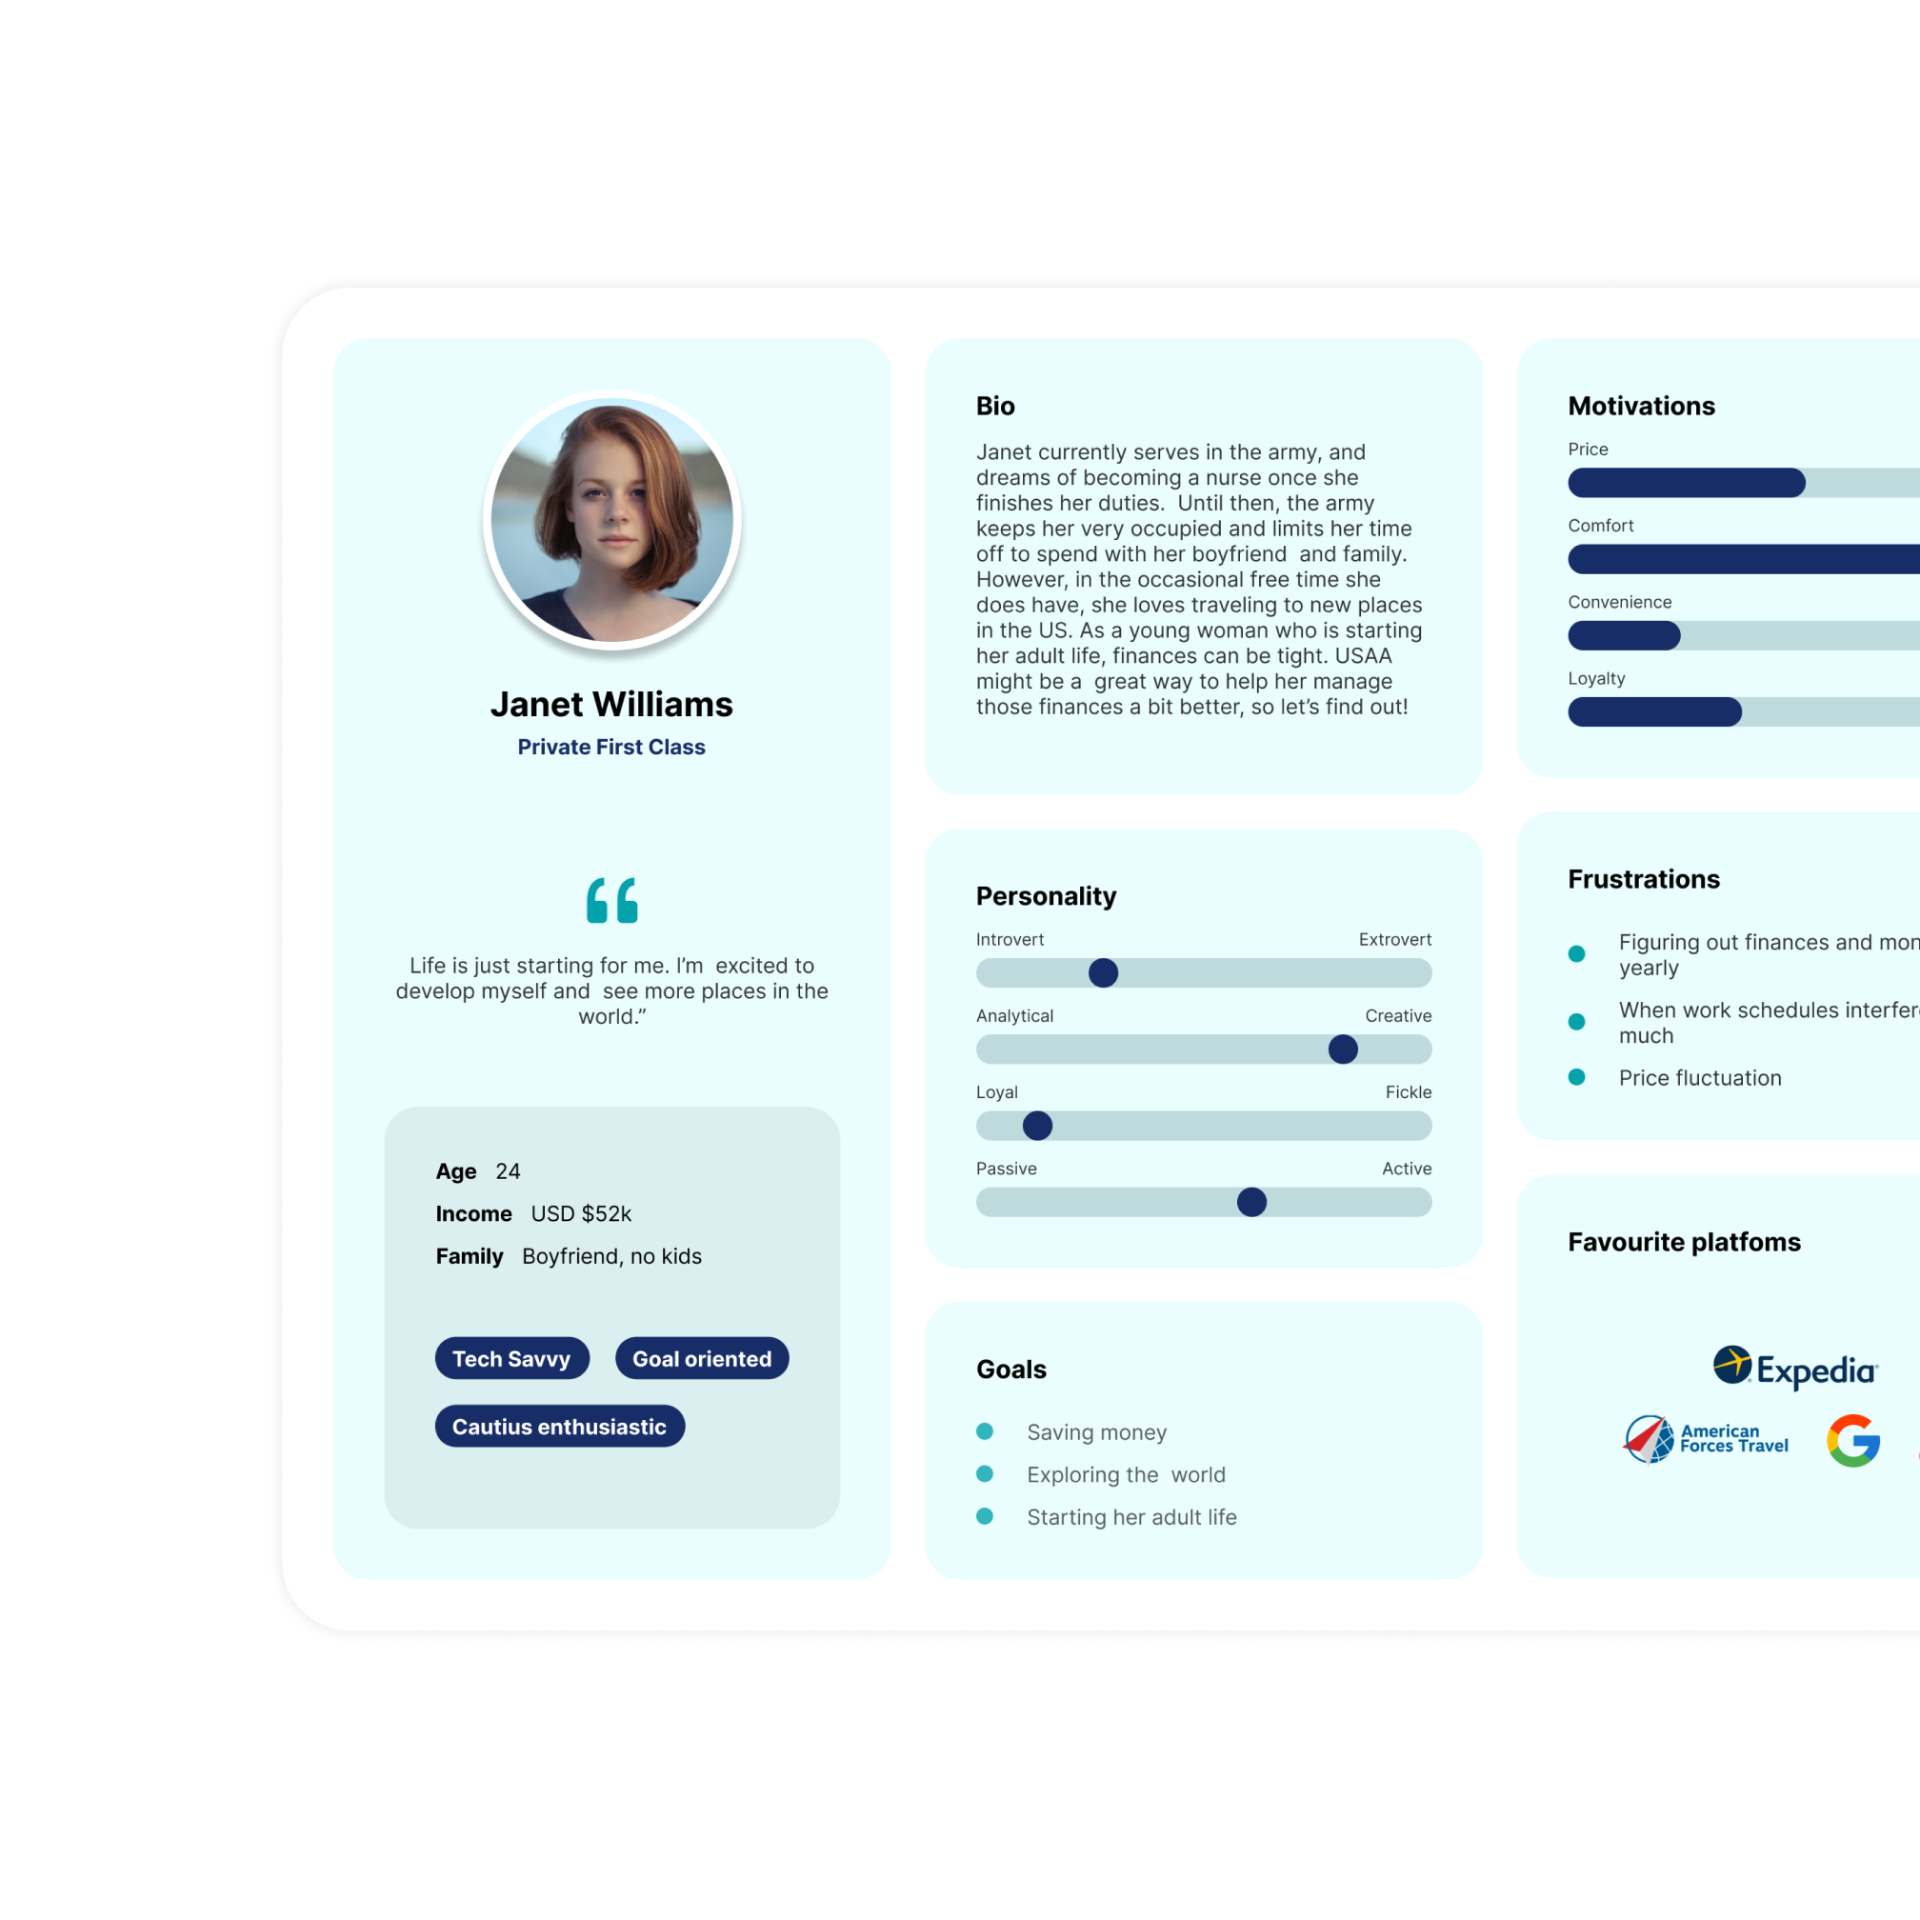 Janet Williams
Private First Class
“
Life is just starting for me. I’m  excited to
develop myself and  see more places in the
world.”
Age 24
Income USD $52k
Family Boyfriend, no kids
Tech Savvy Goal oriented
Cautius enthusiastic
Bio
Janet currently serves in the army, and
dreams of becoming a nurse once she
finishes her duties.  Until then, the army
keeps her very occupied and limits her time
off to spend with her boyfriend  and family.
However, in the occasional free time she
does have, she loves traveling to new places
in the US. As a young woman who is starting
her adult life, finances can be tight. USAA
might be a  great way to help her manage
those finances a bit better, so let’s find out!
Personality
Introvert Extrovert
Analytical Creative
Loyal Fickle
Passive Active
Goals
Saving money
Exploring the  world
Starting her adult life
Motivations
Price
Comfort
Convenience
Loyalty
Frustrations
Figuring out finances and
yearly
When work schedules
much
Price fluctuation
Favourite platfoms
Expedia
American
Forces Travel
G